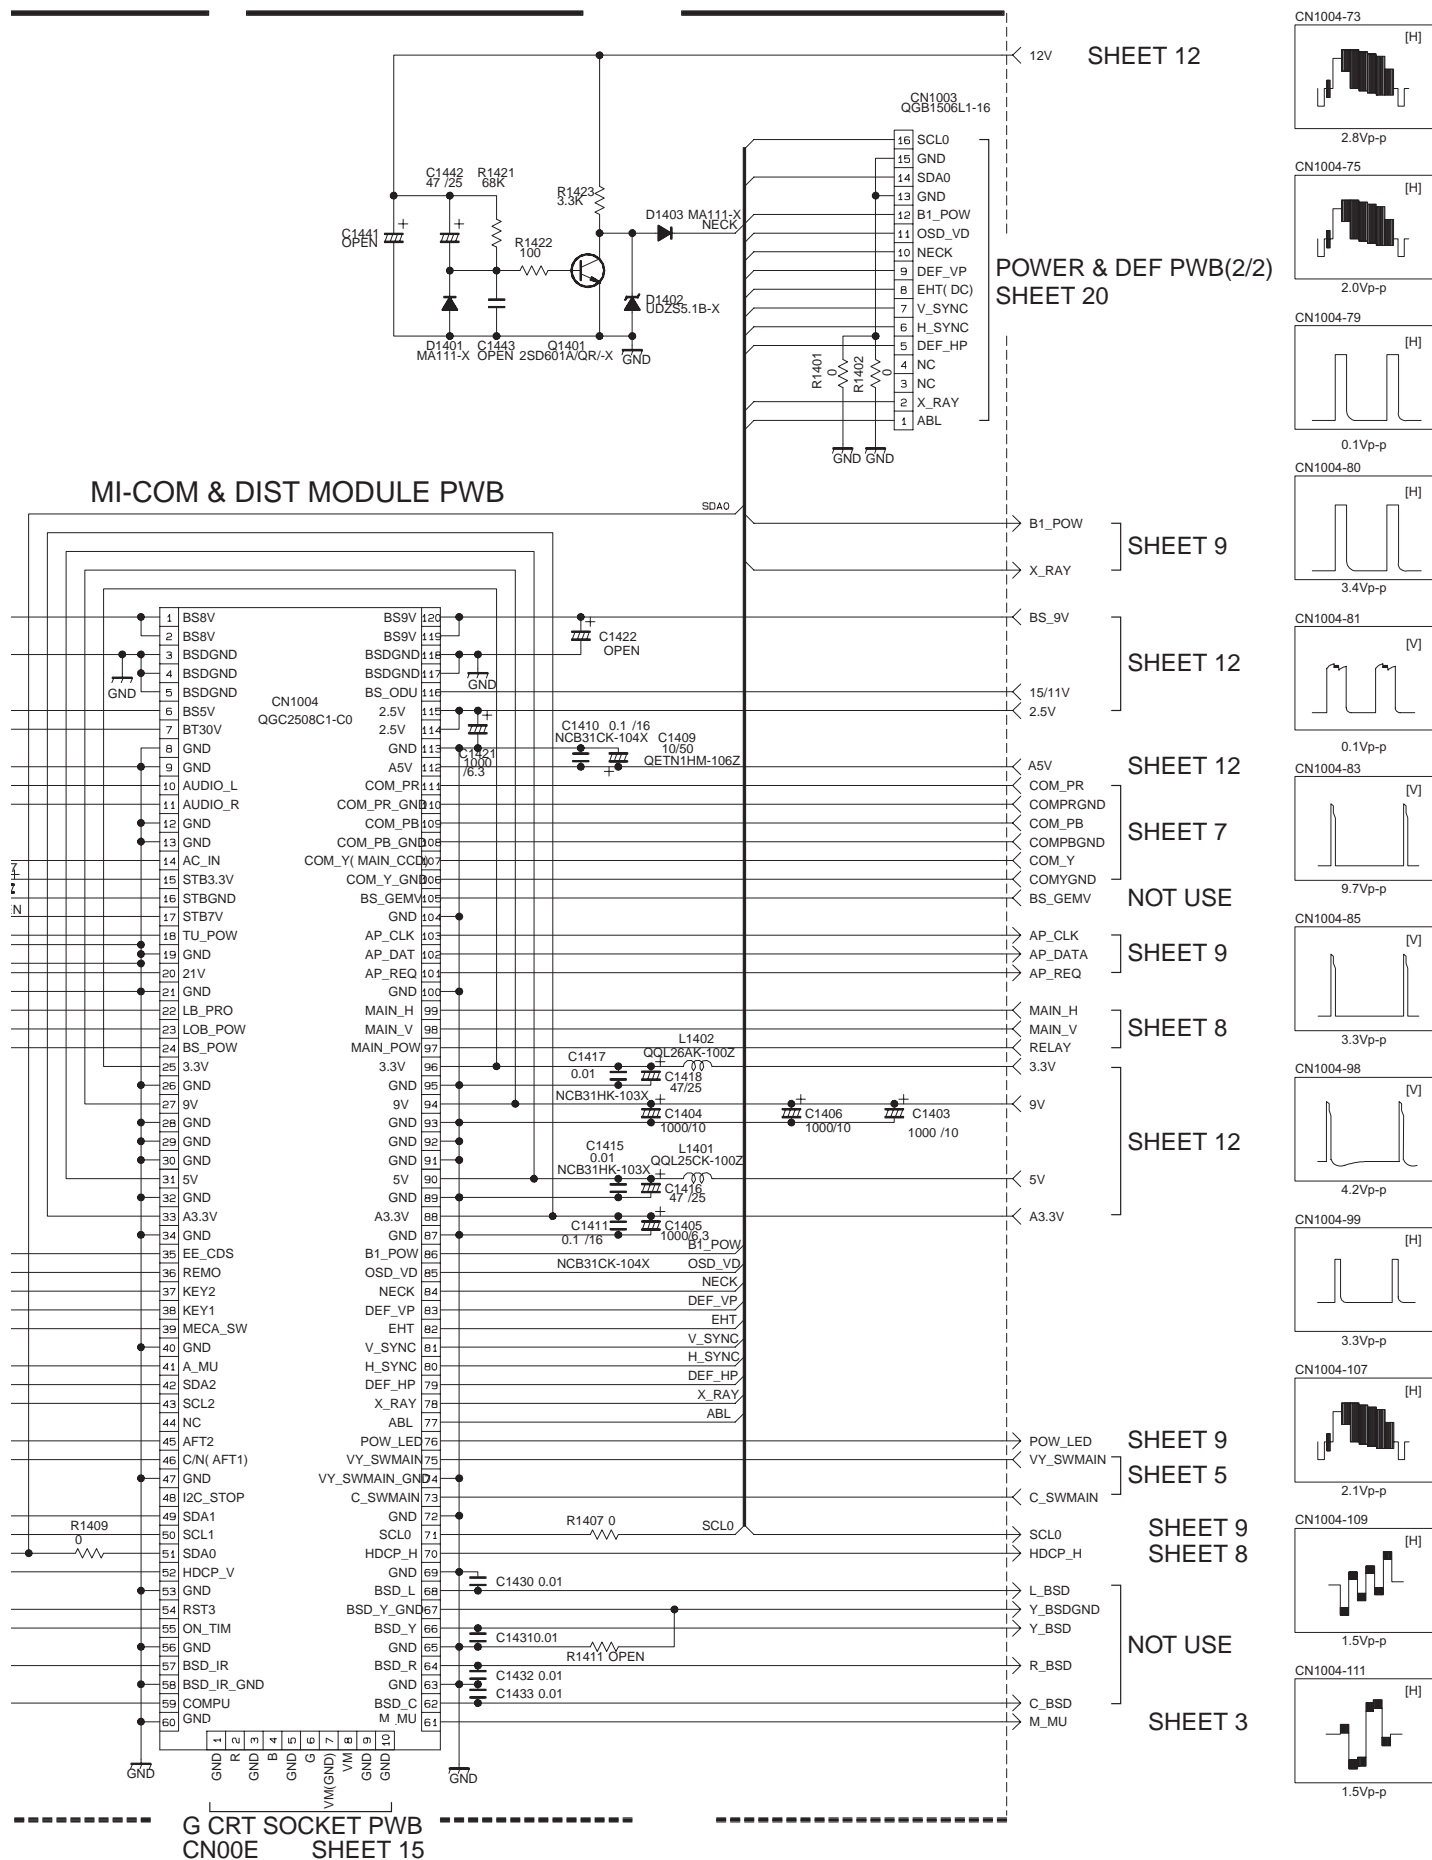 12V
SHEET 12
CN1003
QGB1506L1-16
16 SCL0
15 GND
14 SDA0
13 GND
12 B1_POW
11 OSD_VD
10 NECK
9 DEF_VP
8 EHT( DC)
7 V_SYNC
6 H_SYNC
5 DEF_HP
4 NC
3 NC
2 X_RAY
1 ABL
POWER & DEF PWB(2/2)
SHEET 20
C1442
47 /25
R1421
68K
R1423
3.3K
C1441
OPEN
R1422
100
D1403 MA111-X
NECK
D1402
UDZS5.1B-X
D1401
MA111-X
C1443
OPEN
Q1401
2SD601A/QR/-X
GND
R1401
0
R1402
0
GND GND
MI-COM & DIST MODULE PWB
SDA0
B1_POW
X_RAY
SHEET 9
CN1004
QGC2508C1-C0
1 BS8V
2 BS8V
3 BSDGND
4 BSDGND
5 BSDGND
6 BS5V
7 BT30V
8 GND
9 GND
10 AUDIO_L
11 AUDIO_R
12 GND
13 GND
14 AC_IN
15 STB3.3V
16 STBGND
17 STB7V
18 TU_POW
19 GND
20 21V
21 GND
22 LB_PRO
23 LOB_POW
24 BS_POW
25 3.3V
26 GND
27 9V
28 GND
29 GND
30 GND
31 5V
32 GND
33 A3.3V
34 GND
35 EE_CDS
36 REMO
37 KEY2
38 KEY1
39 MECA_SW
40 GND
41 A_MU
42 SDA2
43 SCL2
44 NC
45 AFT2
46 C/N( AFT1)
47 GND
48 I2C_STOP
49 SDA1
50 SCL1
51 SDA0
52 HDCP_V
53 GND
54 RST3
55 ON_TIM
56 GND
57 BSD_IR
58 BSD_IR_GND
59 COMPU
60 GND
BS9V 120
BS9V 119
BSDGND 118
BSDGND 117
BS_ODU 116
2.5V 115
2.5V 114
GND 113
A5V 112
COM_PR 111
COM_PR_GND 110
COM_PB 109
COM_PB_GND 108
COM_Y( MAIN_CCD) 107
COM_Y_GND 106
BS_GEMV 105
GND 104
AP_CLK 103
AP_DAT 102
AP_REQ 101
GND 100
MAIN_H 99
MAIN_V 98
MAIN_POW 97
3.3V 96
GND 95
9V 94
GND 93
GND 92
GND 91
5V 90
GND 89
A3.3V 88
GND 87
B1_POW 86
OSD_VD 85
NECK 84
DEF_VP 83
EHT 82
V_SYNC 81
H_SYNC 80
DEF_HP 79
X_RAY 78
ABL 77
POW_LED 76
VY_SWMAIN 75
VY_SWMAIN_GND 74
C_SWMAIN 73
GND 72
SCL0 71
HDCP_H 70
GND 69
BSD_L 68
BSD_Y_GND 67
BSD_Y 66
GND 65
BSD_R 64
GND 63
BSD_C 62
M_MU 61
GND
GND
C1422
OPEN
C1421
1000
/6.3
C1410 0.1 /16
NCB31CK-104X
C1409
10/50
QETN1HM-106Z
L1402
QQL26AK-100Z
C1417
0.01
C1418
47/25
NCB31HK-103X
C1404
1000/10
C1406
1000/10
C1403
1000 /10
C1415
0.01
NCB31HK-103X
L1401
QQL25CK-100Z
C1416
47 /25
C1411
0.1 /16
C1405
1000/6.3
NCB31CK-104X
B1_POW
OSD_VD
NECK
DEF_VP
EHT
V_SYNC
H_SYNC
DEF_HP
X_RAY
ABL
R1409
0
R1407 0
SCL0
C1430 0.01
C14310.01
R1411 OPEN
C1432 0.01
C1433 0.01
BS_9V
15/11V
2.5V
SHEET 12
A5V
SHEET 12
COM_PR
COMPRGND
COM_PB
COMPBGND
COM_Y
COMYGND
SHEET 7
BS_GEMV
NOT USE
AP_CLK
AP_DATA
AP_REQ
SHEET 9
MAIN_H
MAIN_V
RELAY
SHEET 8
3.3V
9V
5V
A3.3V
SHEET 12
POW_LED
SHEET 9
VY_SWMAIN
C_SWMAIN
SHEET 5
SCL0
SHEET 9
HDCP_H
SHEET 8
L_BSD
Y_BSDGND
Y_BSD
R_BSD
C_BSD
NOT USE
M_MU
SHEET 3
GND
GND
GND 1
R 2
GND 3
B 4
GND 5
G 6
VM(GND) 7
VM 8
GND 9
GND 10
G CRT SOCKET PWB
CN00E SHEET 15
CN1004-73
[H]
2.8Vp-p
CN1004-75
[H]
2.0Vp-p
CN1004-79
[H]
0.1Vp-p
CN1004-80
[H]
3.4Vp-p
CN1004-81
[V]
0.1Vp-p
CN1004-83
[V]
9.7Vp-p
CN1004-85
[V]
3.3Vp-p
CN1004-98
[V]
4.2Vp-p
CN1004-99
[H]
3.3Vp-p
CN1004-107
[H]
2.1Vp-p
CN1004-109
[H]
1.5Vp-p
CN1004-111
[H]
1.5Vp-p